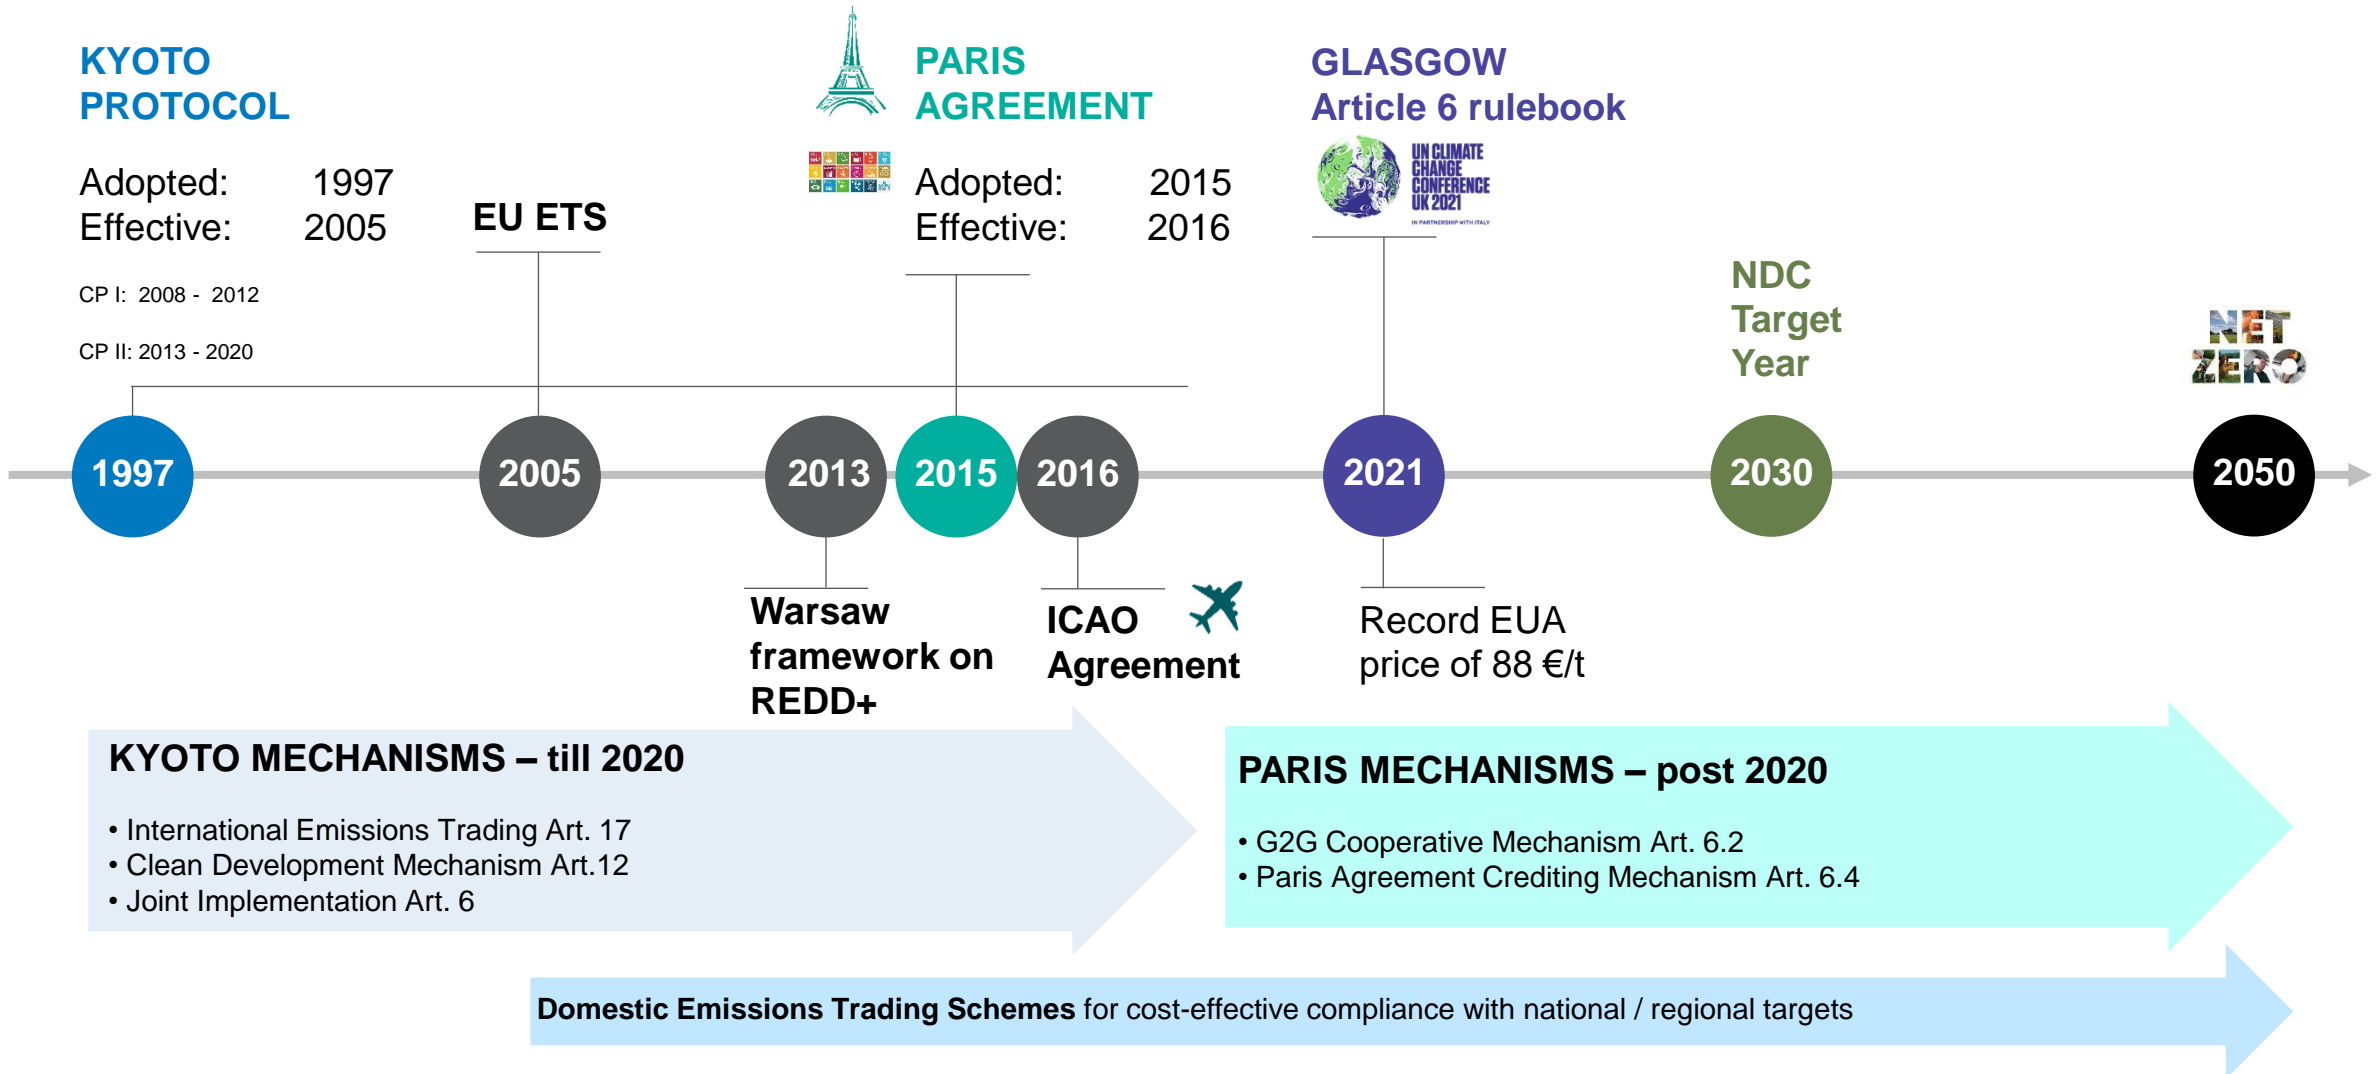 KYOTO
PROTOCOL
Adopted: 1997
Effective: 2005
CP I: 2008 - 2012
CP II: 2013 - 2020
EU ETS
PARIS
AGREEMENT
Adopted: 2015
Effective: 2016
GLASGOW
Article 6 rulebook
UN CLIMATE
CHANGE
CONFERENCE
UK 2021
IN PARTNERSHIP WITH ITALY
NDC
Target
Year
NET
ZERO
1997
2005
2013
2015
2016
2021
2030
2050
Warsaw
framework on
REDD+
ICAO
Agreement
Record EUA
price of 88 €/t
KYOTO MECHANISMS – till 2020
• International Emissions Trading Art. 17
• Clean Development Mechanism Art.12
• Joint Implementation Art. 6
PARIS MECHANISMS – post 2020
• G2G Cooperative Mechanism Art. 6.2
• Paris Agreement Crediting Mechanism Art. 6.4
Domestic Emissions Trading Schemes for cost-effective compliance with national / regional targets